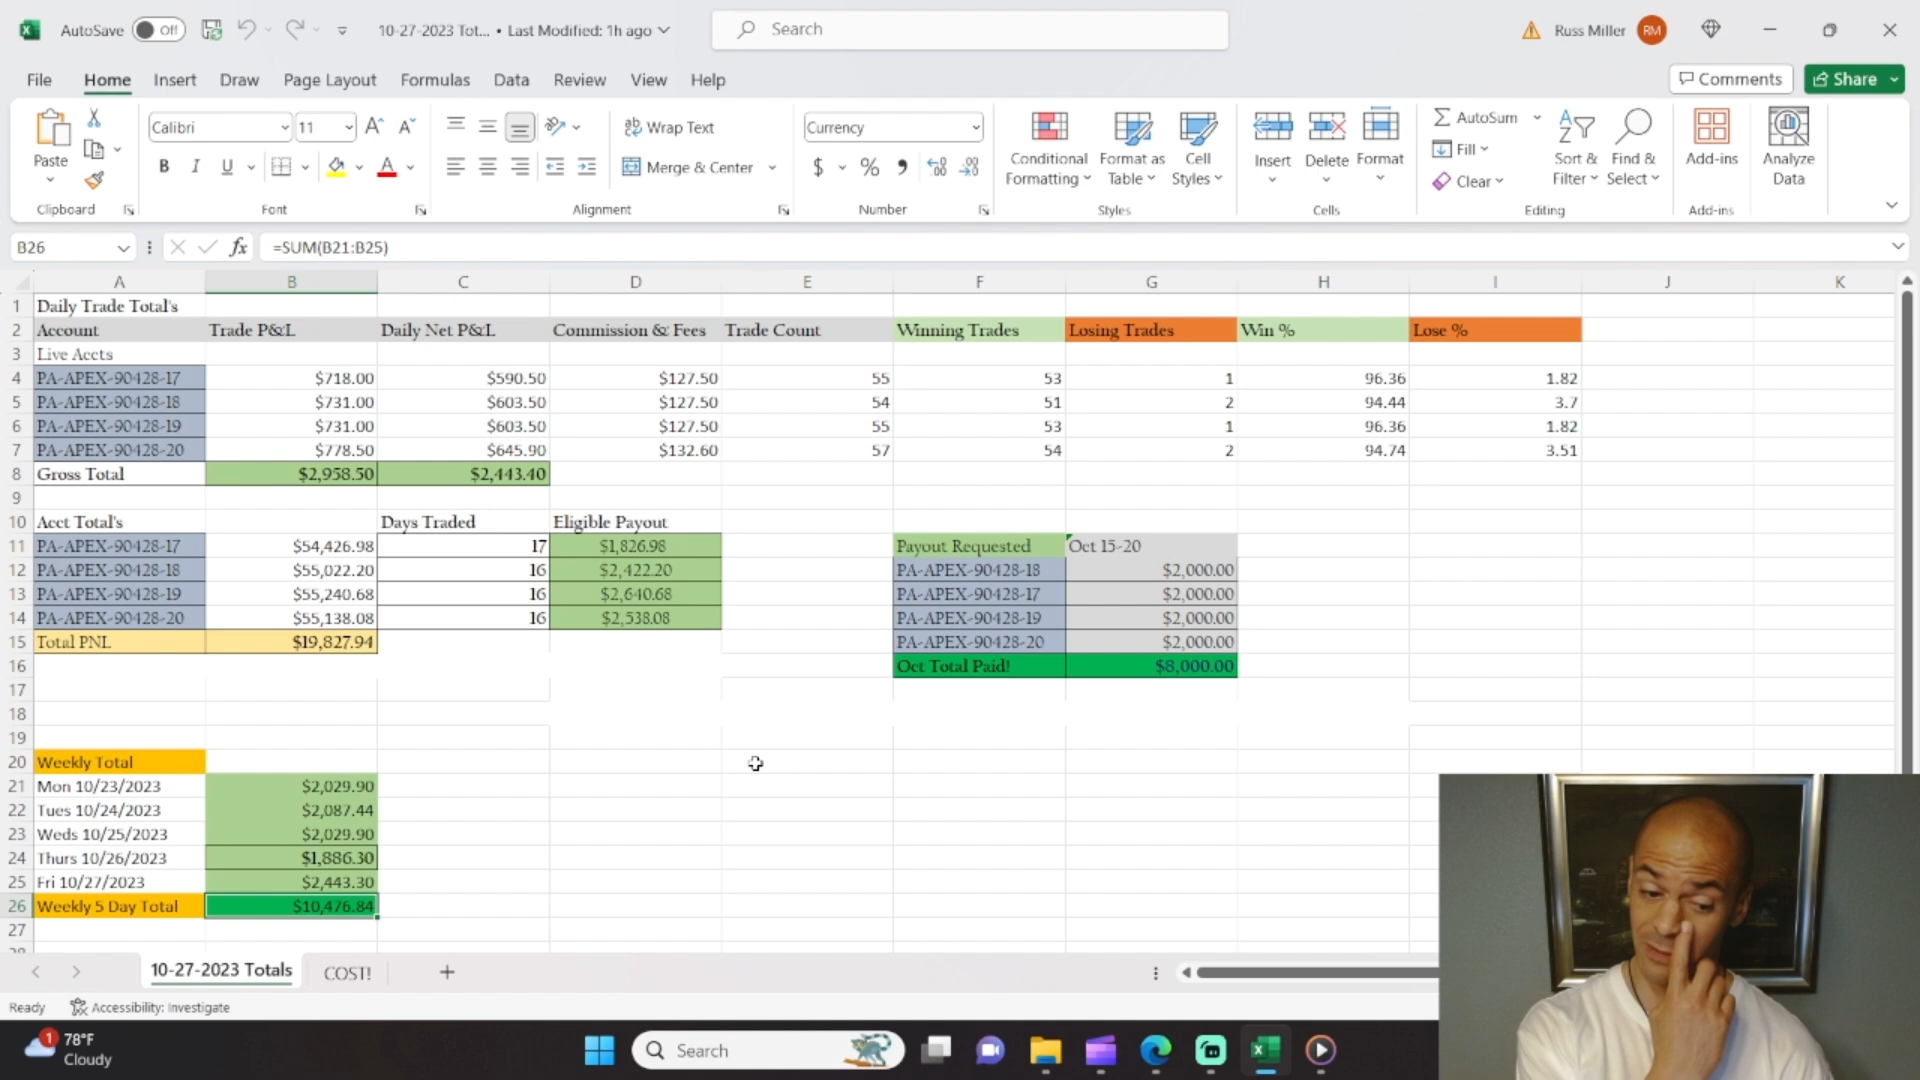 AutoSave Off 10-27-2023 Tot... • Last Modified: 1h ago Search Russ Miller RM
File Home Insert Draw Page Layout Formulas Data Review View Help Comments Share
Paste Calibri 11 Wrap Text Currency Conditional Formatting Format as Table Cell Styles Insert Delete Format AutoSum Sort & Filter Find & Select Add-ins Analyze Data
B I U Merge & Center $ % , Fill
Clear
Clipboard Font Alignment Number Styles Cells Editing Add-ins
B26 fx =SUM(B21:B25)
A B C D E F G H I J K
1 Daily Trade Total's
2 Account Trade P&L Daily Net P&L Commission & Fees Trade Count Winning Trades Losing Trades Win % Lose %
3 Live Accts
4 PA-APEX-90428-17 $718.00 $590.50 $127.50 55 53 1 96.36 1.82
5 PA-APEX-90428-18 $731.00 $603.50 $127.50 54 51 2 94.44 3.7
6 PA-APEX-90428-19 $731.00 $603.50 $127.50 55 53 1 96.36 1.82
7 PA-APEX-90428-20 $778.50 $645.90 $132.60 57 54 2 94.74 3.51
8 Gross Total $2,958.50 $2,443.40
9
10 Acct Total's Days Traded Eligible Payout
11 PA-APEX-90428-17 $54,426.98 17 $1,826.98 Payout Requested Oct 15-20
12 PA-APEX-90428-18 $55,022.20 16 $2,422.20 PA-APEX-90428-18 $2,000.00
13 PA-APEX-90428-19 $55,240.68 16 $2,640.68 PA-APEX-90428-17 $2,000.00
14 PA-APEX-90428-20 $55,138.08 16 $2,538.08 PA-APEX-90428-19 $2,000.00
15 Total PNL $19,827.94 PA-APEX-90428-20 $2,000.00
16 Oct Total Paid! $8,000.00
17
18
19
20 Weekly Total
21 Mon 10/23/2023 $2,029.90
22 Tues 10/24/2023 $2,087.44
23 Weds 10/25/2023 $2,029.90
24 Thurs 10/26/2023 $1,886.30
25 Fri 10/27/2023 $2,443.30
26 Weekly 5 Day Total $10,476.84
27
10-27-2023 Totals COST!
Ready Accessibility: Investigate
1 78°F
Cloudy
Search